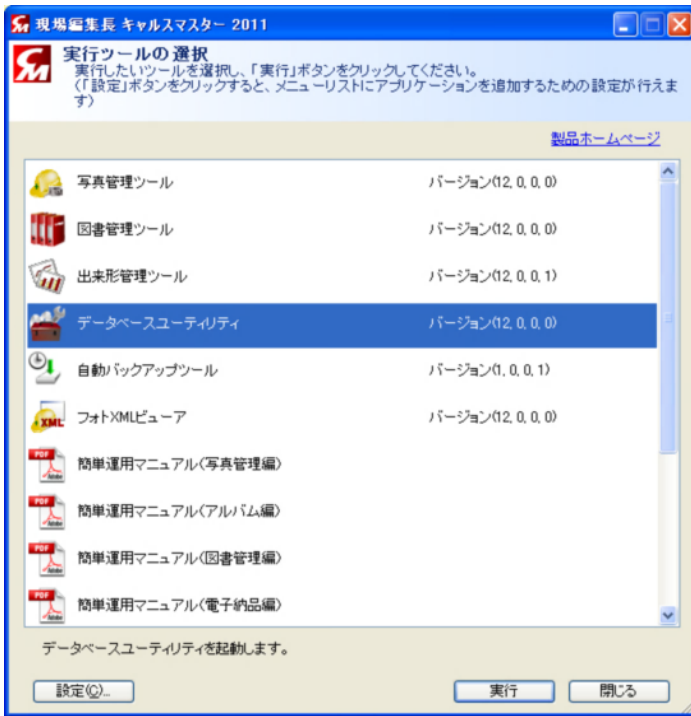 現場編集長 キャルスマスター 2011
実行ツールの選択
実行したいツールを選択し、「実行」ボタンをクリックしてください。
(「設定」ボタンをクリックすると、メニューリストにアプリケーションを追加するための設定が行えま
す)
製品ホームページ
写真管理ツール バージョン(12, 0, 0, 0)
図書管理ツール バージョン(12, 0, 0, 0)
出来形管理ツール バージョン(12, 0, 0, 1)
データベースユーティリティ バージョン(12, 0, 0, 0)
自動バックアップツール バージョン(1, 0, 0, 1)
XML フォトXMLビューア バージョン(12, 0, 0, 0)
PDF Adobe 簡単運用マニュアル(写真管理編)
PDF Adobe 簡単運用マニュアル(アルバム編)
PDF Adobe 簡単運用マニュアル(図書管理編)
PDF Adobe 簡単運用マニュアル(電子納品編)
データベースユーティリティを起動します。
設定(C)... 実行 閉じる